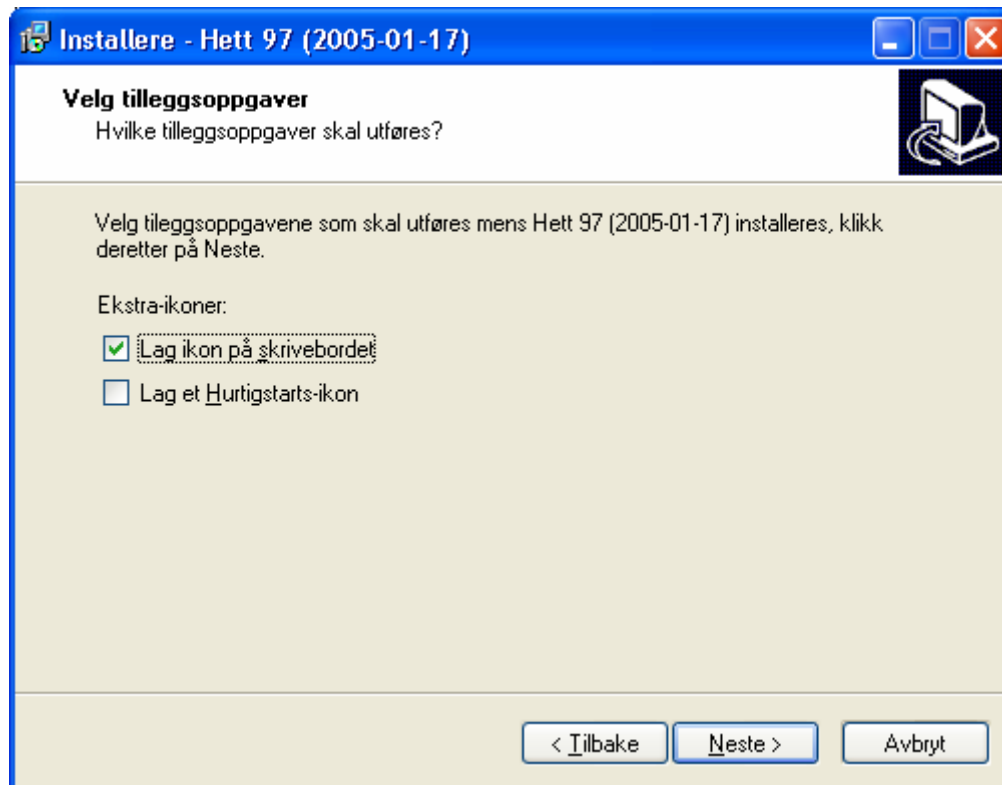 Installere - Hett 97 (2005-01-17)
Velg tilleggsoppgaver
Hvilke tilleggsoppgaver skal utføres?
Velg tileggsoppgavene som skal utføres mens Hett 97 (2005-01-17) installeres, klikk
deretter på Neste.
Ekstra-ikoner:
Lag ikon på skrivebordet
Lag et Hurtigstarts-ikon
< Tilbake
Neste >
Avbryt